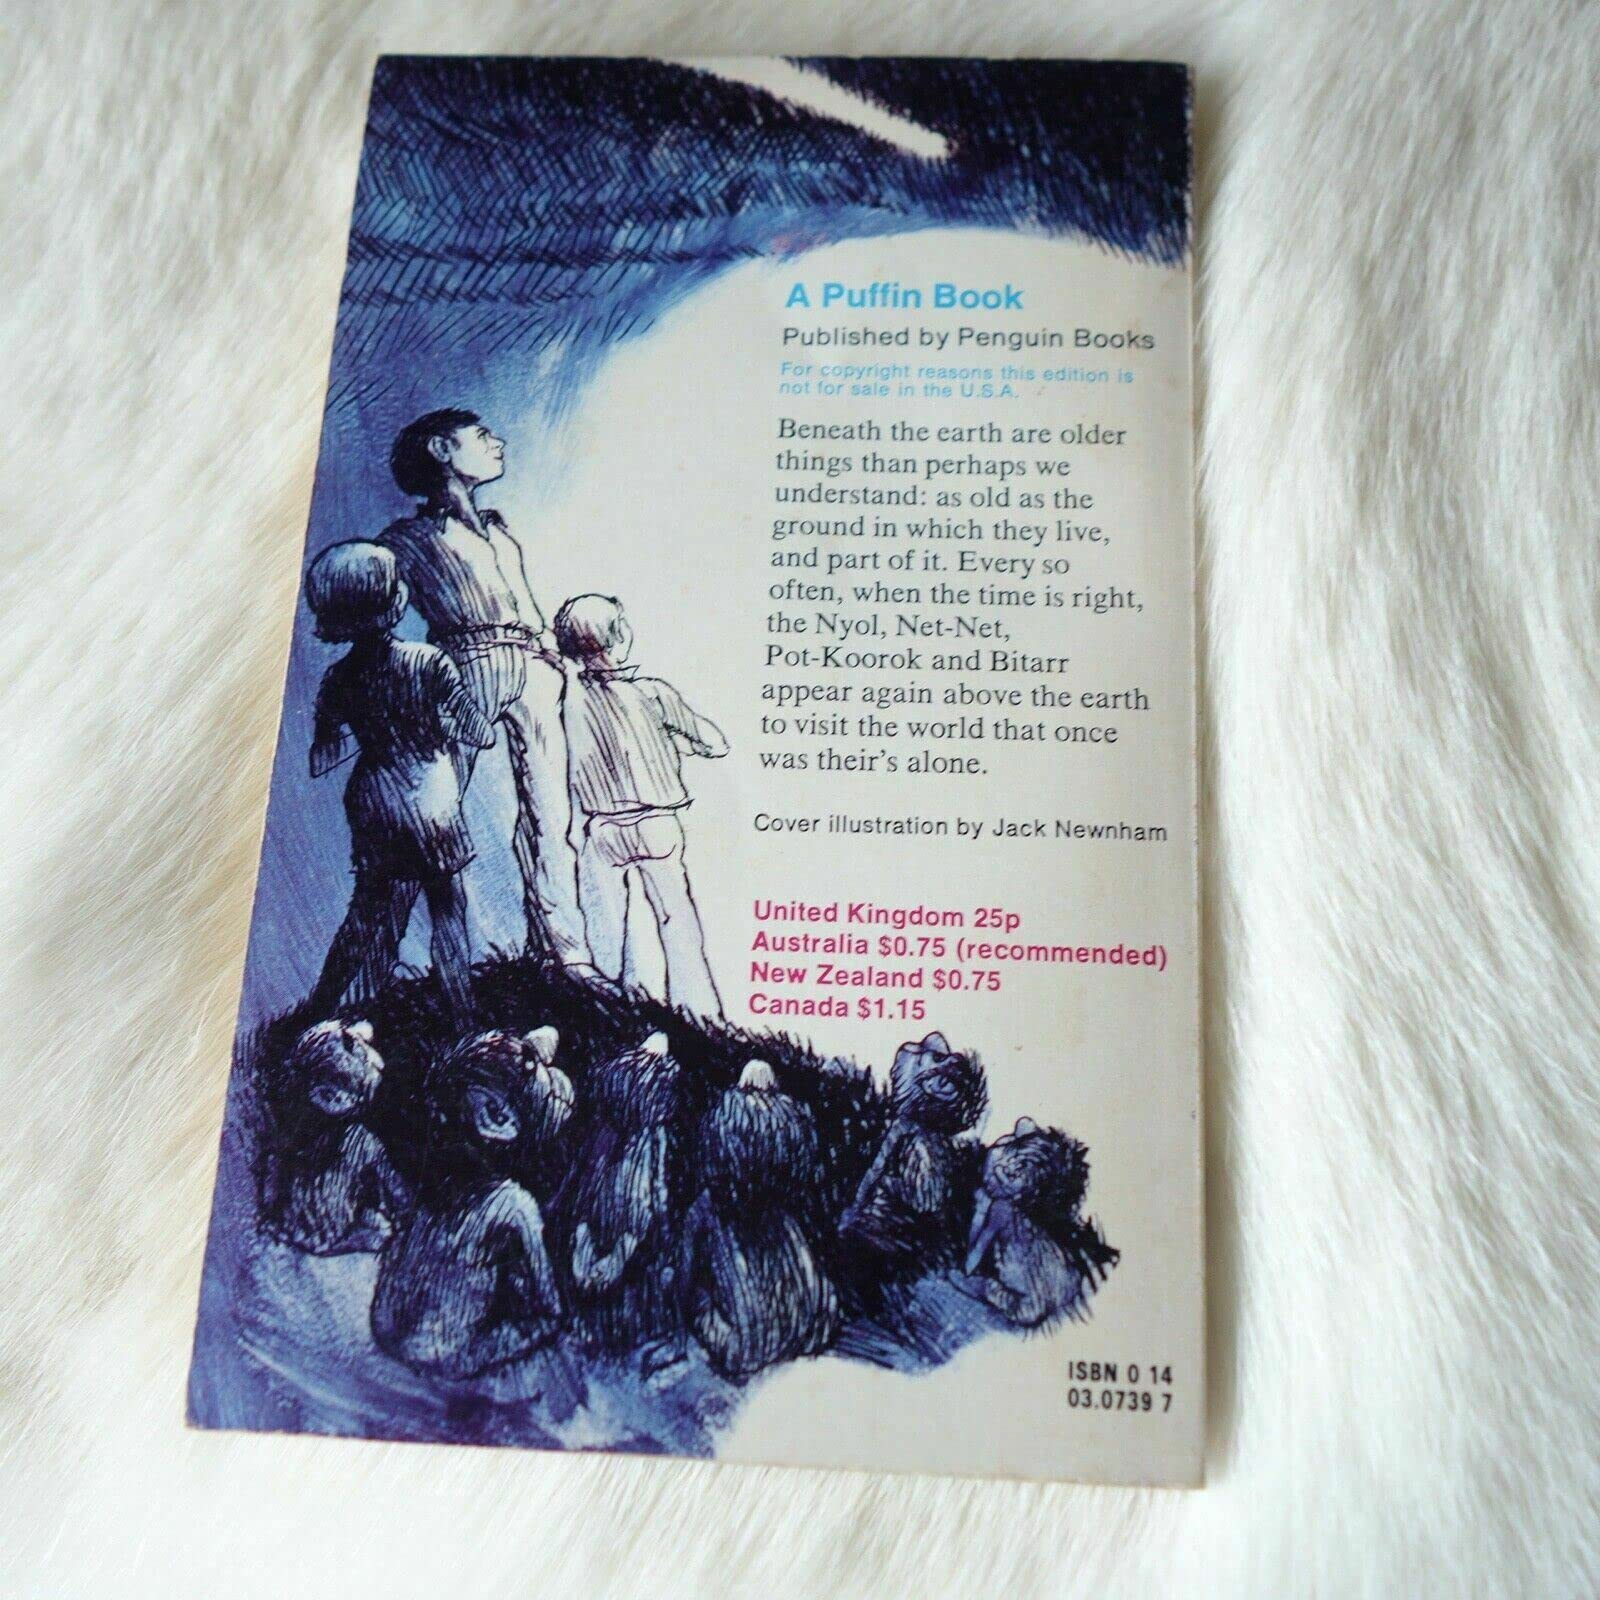 A Puffin Book
Published by Penguin Books
For copyright reasons this edition is
not for sale in the U.S.A.
Beneath the earth are older
things than perhaps we
understand: as old as the
ground in which they live,
and part of it. Every so
often, when the time is right,
the Nyol, Net-Net,
Pot-Koorok and Bitarr
appear again above the earth
to visit the world that once
was their's alone.
Cover illustration by Jack Newnham
United Kingdom 25p
Australia $0.75 (recommended)
New Zealand $0.75
Canada $1.15
ISBN 0 14
03.0739 7